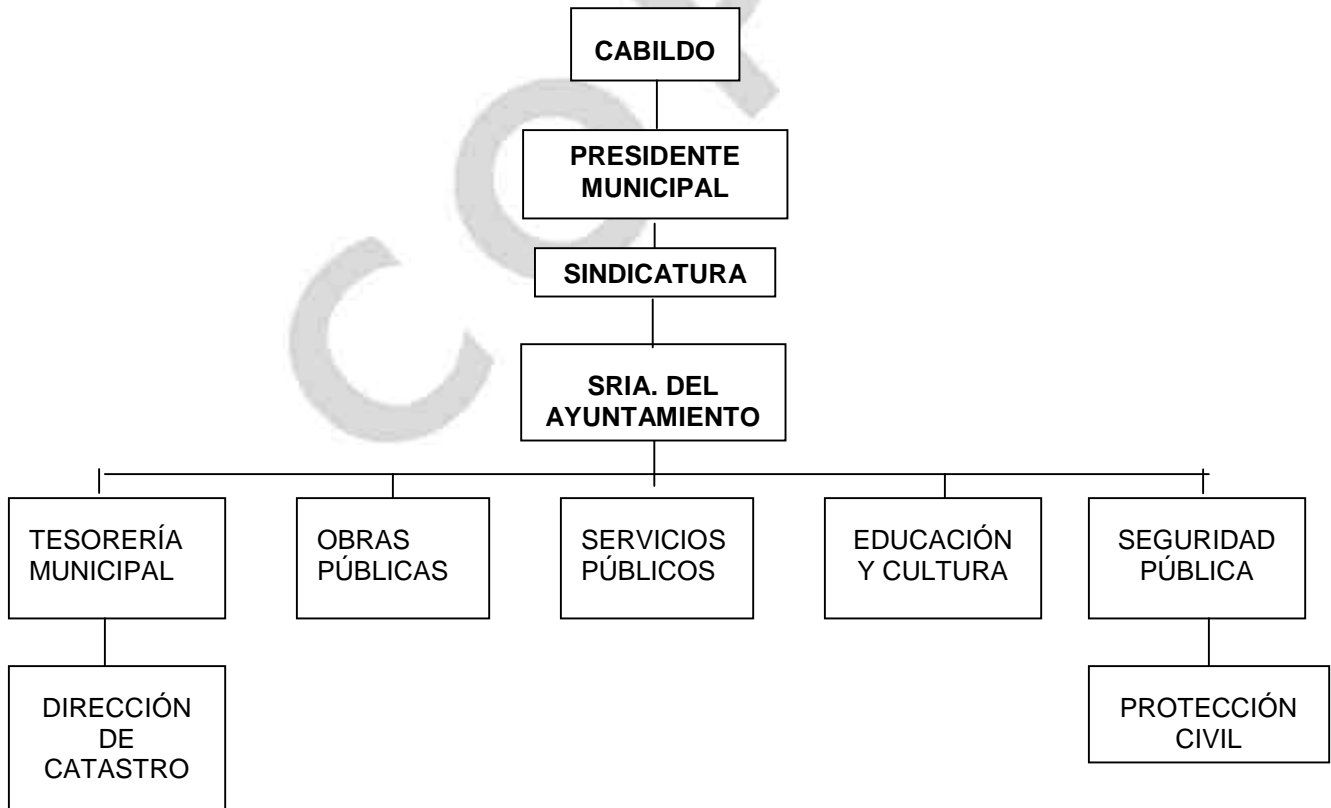 CABILDO
PRESIDENTE
MUNICIPAL
SINDICATURA
SRIA. DEL
AYUNTAMIENTO
TESORERÍA
MUNICIPAL
OBRAS
PÚBLICAS
SERVICIOS
PÚBLICOS
EDUCACIÓN
Y CULTURA
SEGURIDAD
PÚBLICA
DIRECCIÓN
DE
CATASTRO
PROTECCIÓN
CIVIL